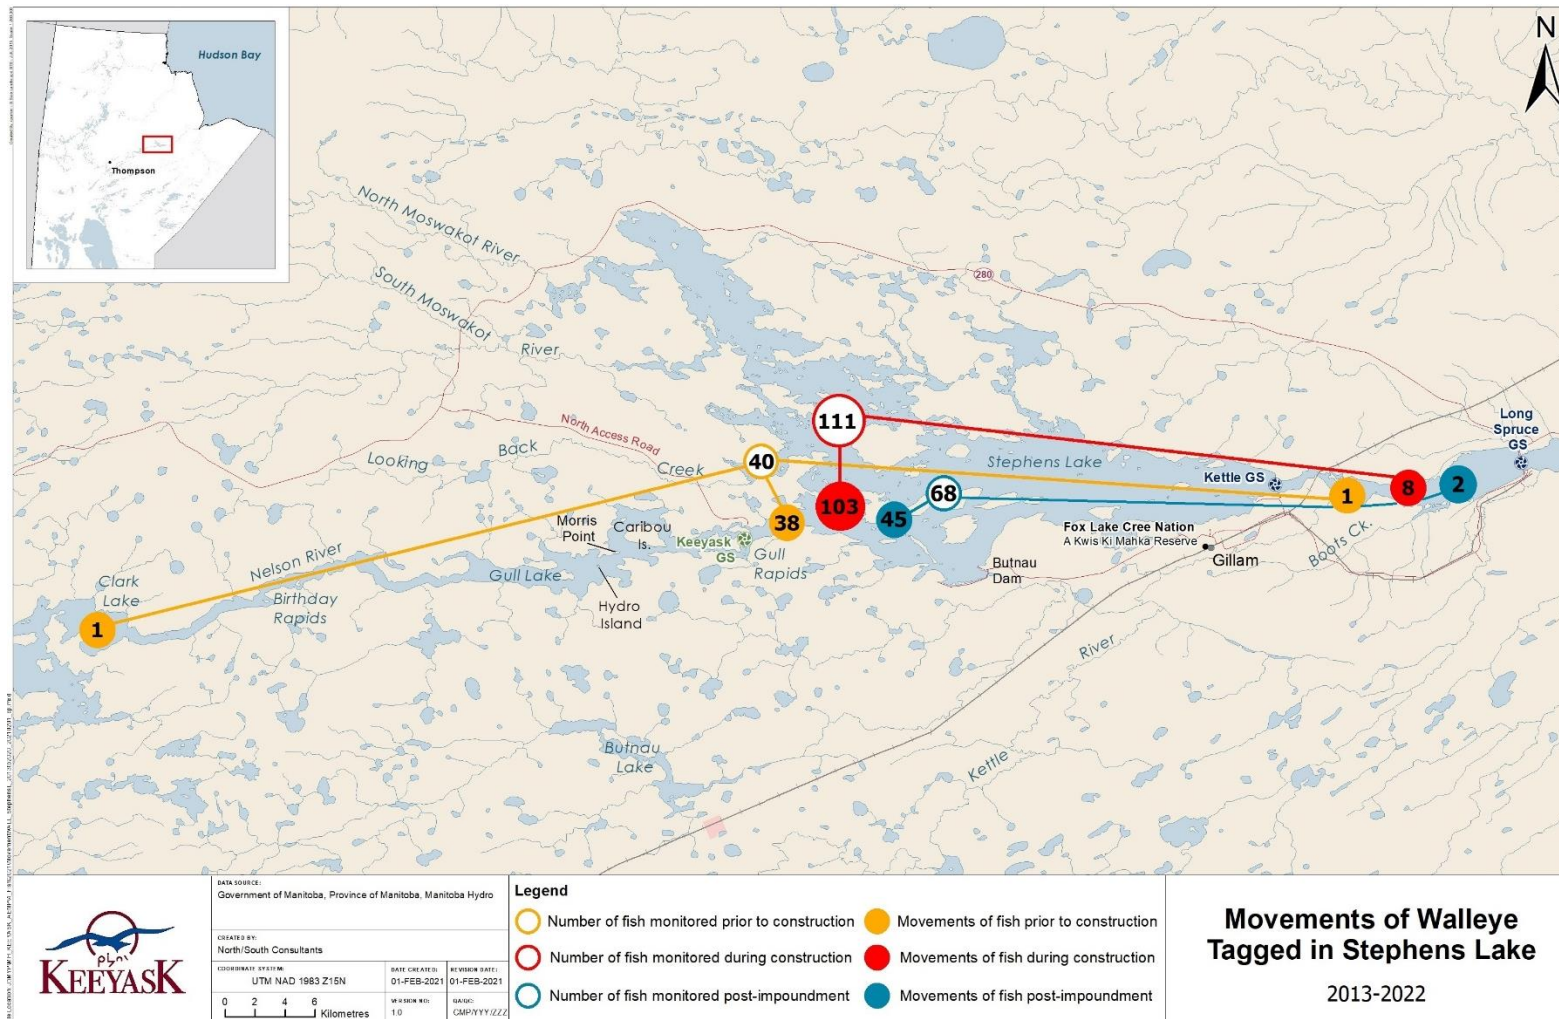 Hudson Bay
Thompson
N
North Moswakot River
South Moswakot
River
280
North Access Road
Looking
Back
Creek
111
40
Stephens Lake
Long
Spruce
GS
Kettle GS
68
1
8
2
103
45
38
Morris
Point
Caribou
Is.
Keeyask
GS
Gull
Rapids
Fox Lake Cree Nation
A Kwis Ki Mahka Reserve
Gillam
Boots Ck.
Butnau
Dam
Nelson River
Gull Lake
Clark
Lake
Birthday
Rapids
Hydro
Island
1
River
Kettle
Butnau
Lake
KEEYASK
DATA SOURCE:
Government of Manitoba, Province of Manitoba, Manitoba Hydro
CREATED BY:
North/South Consultants
COORDINATE SYSTEM:
UTM NAD 1983 Z15N
DATE CREATED:
01-FEB-2021
REVISION DATE:
01-FEB-2021
0 2 4 6
Kilometres
VERSION NO:
1.0
QA/QC:
CMP/YYY/ZZZ
Legend
Number of fish monitored prior to construction
Movements of fish prior to construction
Number of fish monitored during construction
Movements of fish during construction
Number of fish monitored post-impoundment
Movements of fish post-impoundment
Movements of Walleye
Tagged in Stephens Lake
2013-2022